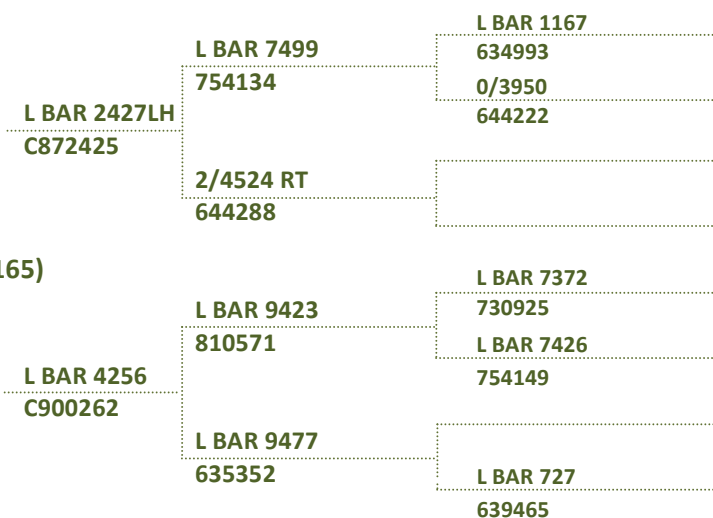 L BAR 1167
634993
L BAR 7499
754134
0/3950
644222
L BAR 2427LH
C872425
2/4524 RT
644288
165)
L BAR 7372
730925
L BAR 9423
810571
L BAR 7426
754149
L BAR 4256
C900262
L BAR 9477
635352
L BAR 727
639465